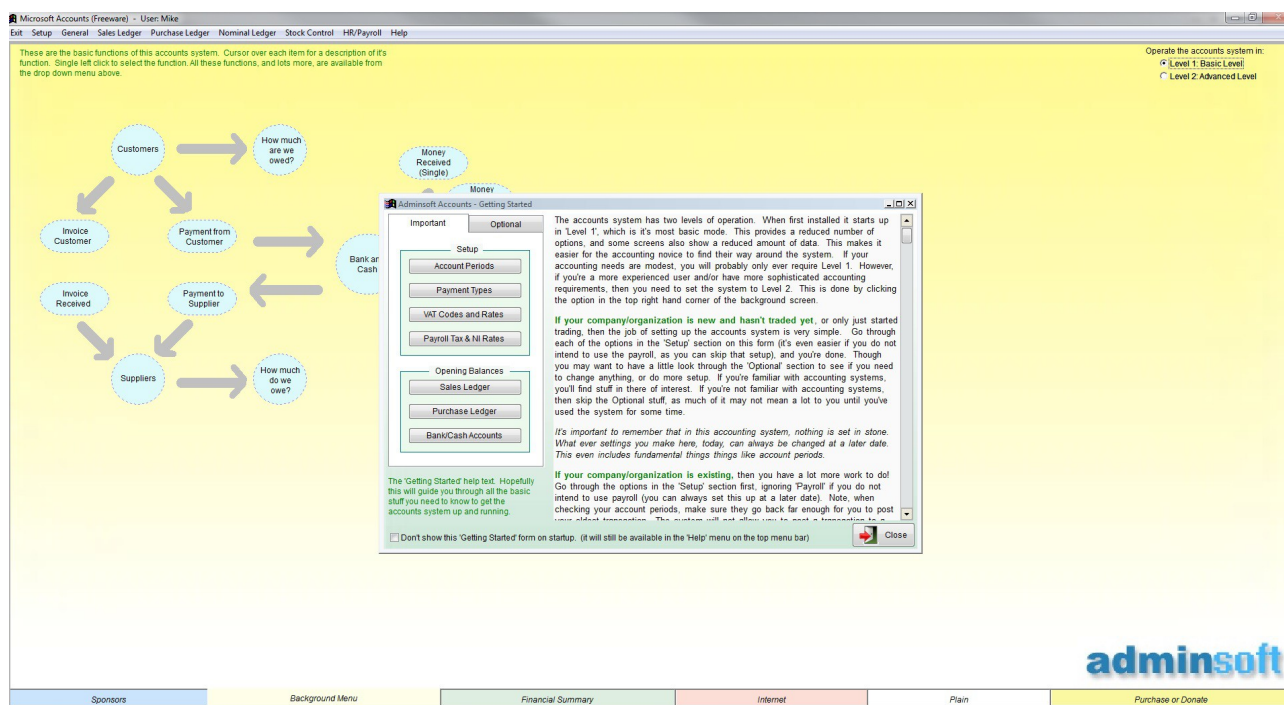 Microsoft Accounts (Freeware) - User: Mike
Exit Setup General Sales Ledger Purchase Ledger Nominal Ledger Stock Control HR/Payroll Help
These are the basic functions of this accounts system. Cursor over each item for a description of it's
function. Single left click to select the function. All these functions, and lots more, are available from
the drop down menu above.
Operate the accounts system in:
Level 1: Basic Level
Level 2: Advanced Level
Customers
How much
are we
owed?
Money
Received
(Single)
Money
Invoice
Customer
Payment from
Customer
Bank an
Cash
Invoice
Received
Payment to
Supplier
Suppliers
How much
do we
owe?
Adminsoft Accounts - Getting Started
Important
Optional
Setup
Account Periods
Payment Types
VAT Codes and Rates
Payroll Tax & NI Rates
Opening Balances
Sales Ledger
Purchase Ledger
Bank/Cash Accounts
The 'Getting Started' help text. Hopefully
this will guide you through all the basic
stuff you need to know to get the
accounts system up and running.
The accounts system has two levels of operation. When first installed it starts up
in 'Level 1', which is it's most basic mode. This provides a reduced number of
options, and some screens also show a reduced amount of data. This makes it
easier for the accounting novice to find their way around the system. If your
accounting needs are modest, you will probably only ever require Level 1. However,
if you're a more experienced user and/or have more sophisticated accounting
requirements, then you need to set the system to Level 2. This is done by clicking
the option in the top right hand corner of the background screen.
If your company/organization is new and hasn't traded yet, or only just started
trading, then the job of setting up the accounts system is very simple. Go through
each of the options in the 'Setup' section on this form (it's even easier if you do not
intend to use the payroll, as you can skip that setup), and you're done. Though
you may want to have a little look through the 'Optional' section to see if you need
to change anything, or do more setup. If you're familiar with accounting systems,
you'll find stuff in there of interest. If you're not familiar with accounting systems,
then skip the Optional stuff, as much of it may not mean a lot to you until you've
used the system for some time.
It's important to remember that in this accounting system, nothing is set in stone.
What ever settings you make here, today, can always be changed at a later date.
This even includes fundamental things things like account periods.
If your company/organization is existing, then you have a lot more work to do!
Go through the options in the 'Setup' section first, ignoring 'Payroll' if you do not
intend to use payroll (you can always set this up at a later date). Note, when
checking your account periods, make sure they go back far enough for you to post
your oldest transaction. The system will not allow you to post a transaction to a
Don't show this 'Getting Started' form on startup. (it will still be available in the 'Help' menu on the top menu bar)
Close
adminsoft
Sponsors
Background Menu
Financial Summary
Internet
Plain
Purchase or Donate